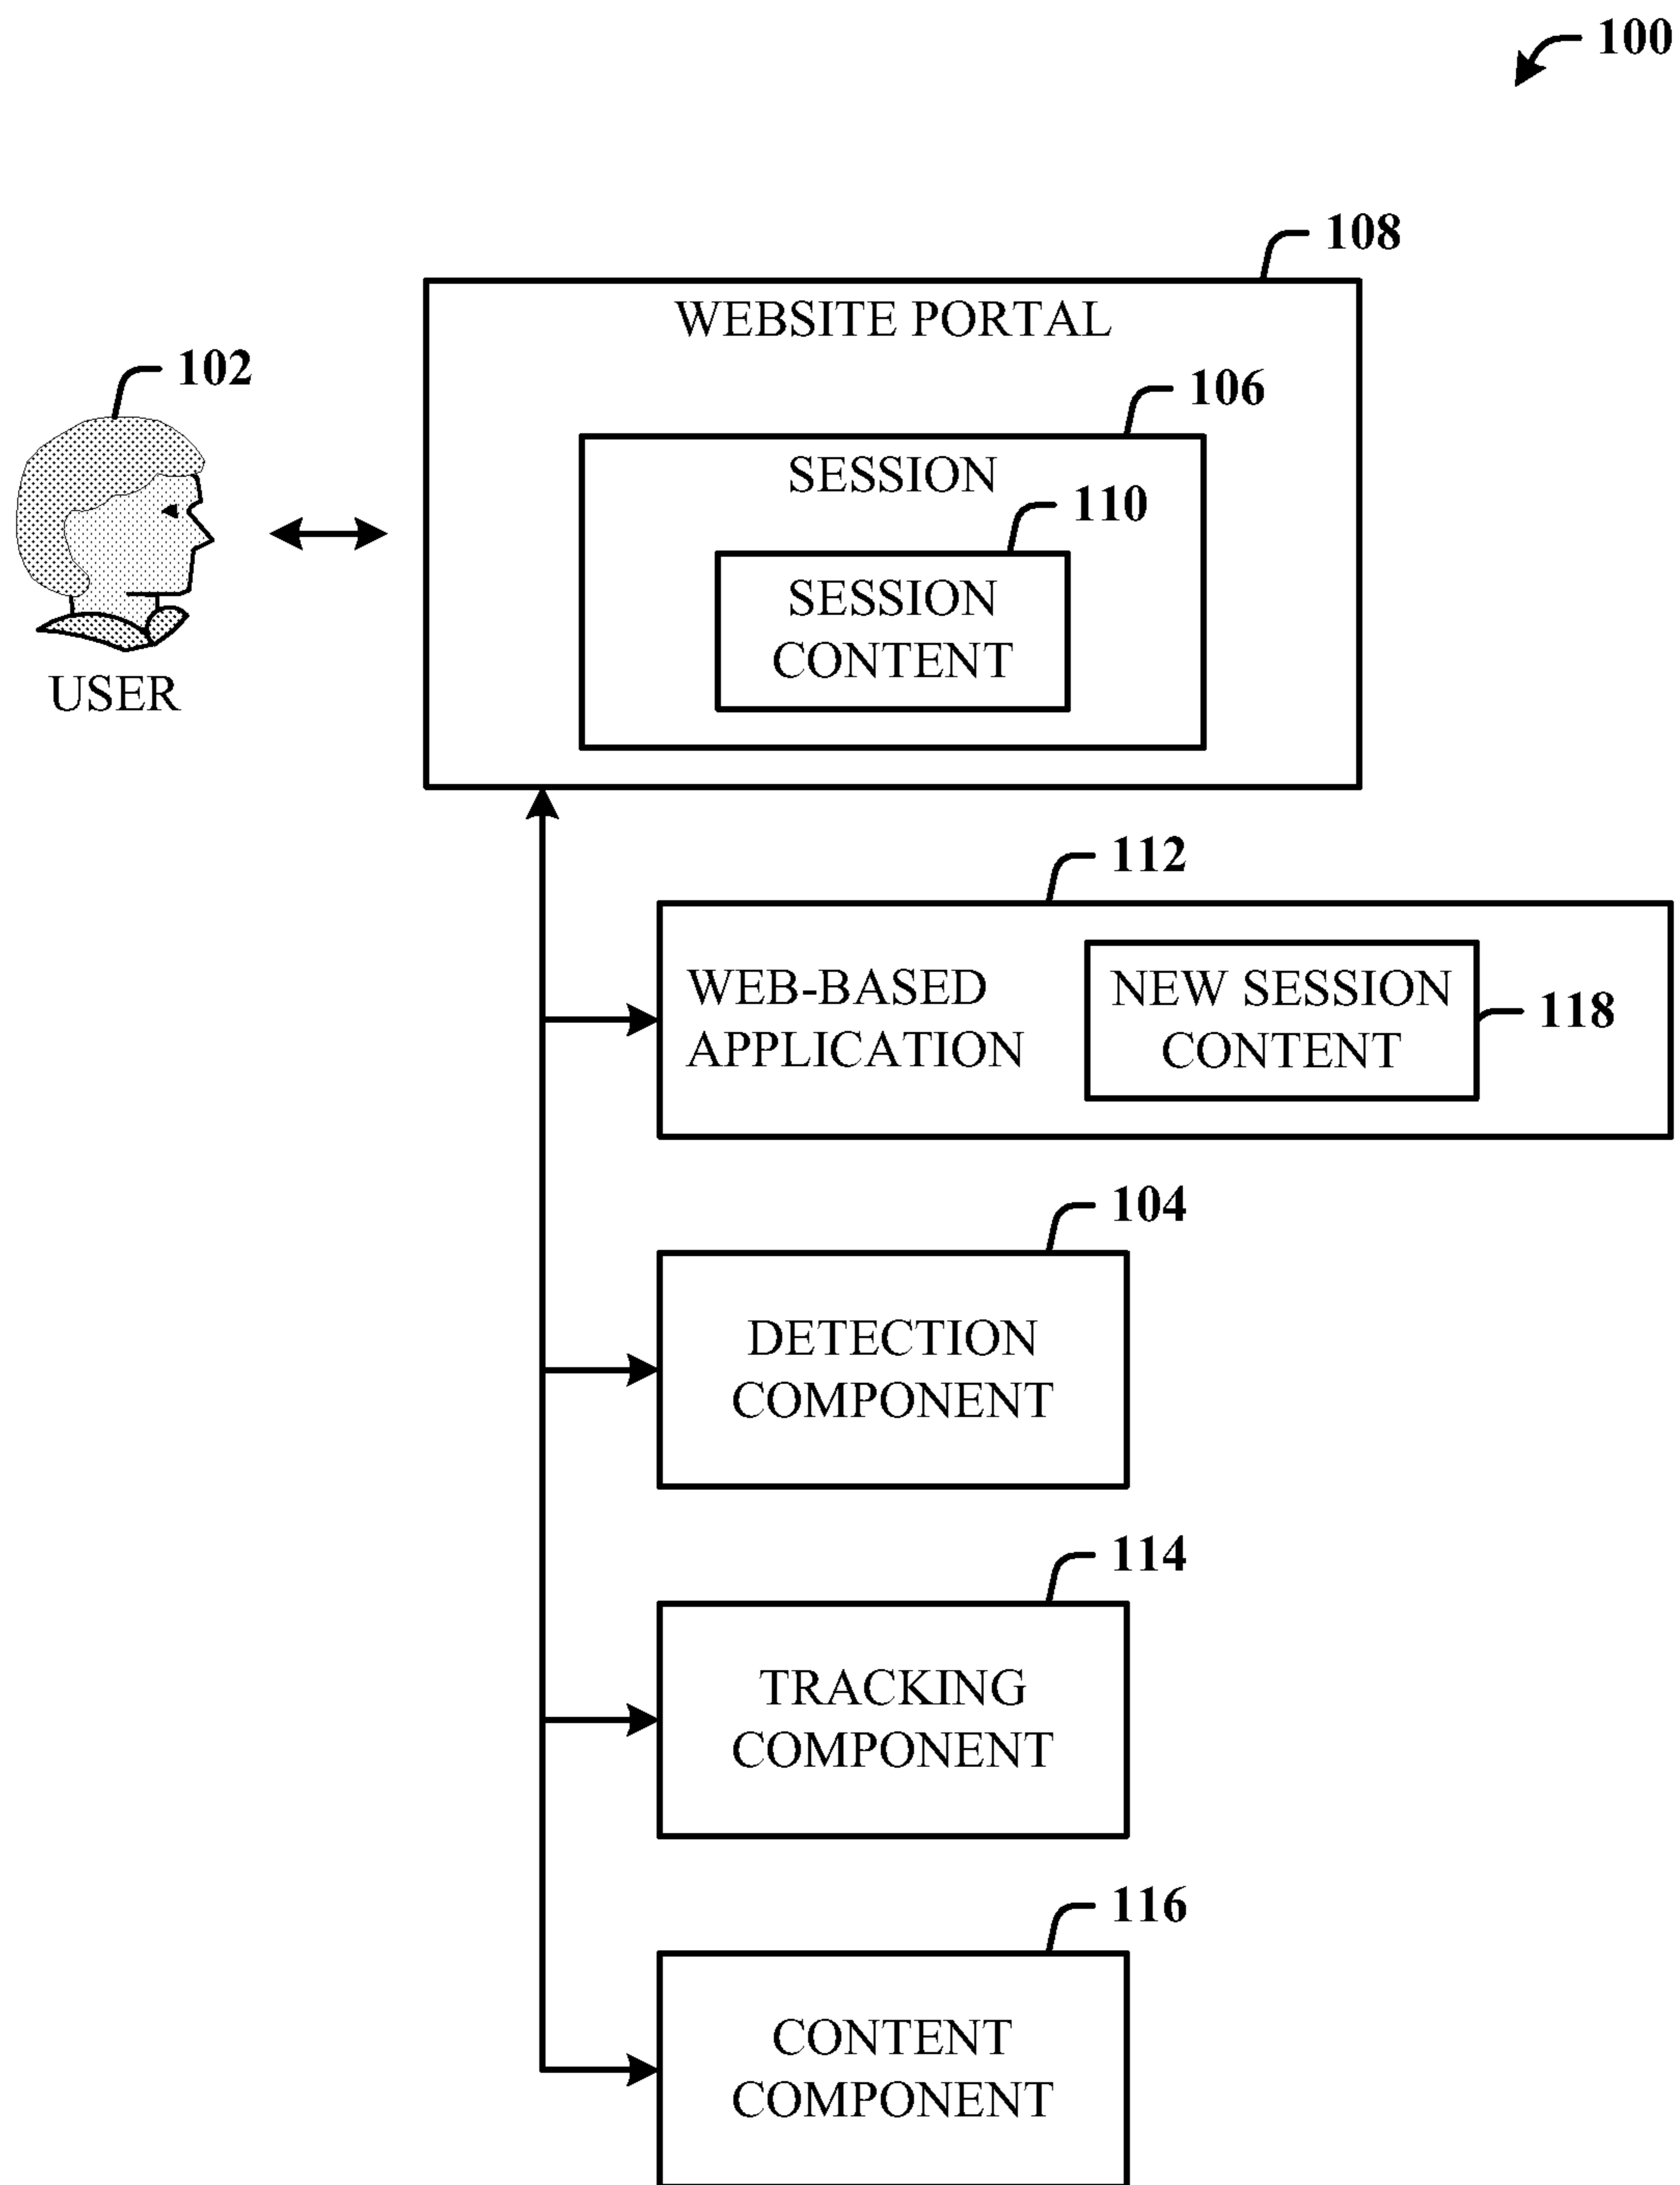 100
108
WEBSITE PORTAL
102
106
SESSION
110
SESSION
CONTENT
USER
112
WEB-BASED
APPLICATION
NEW SESSION
CONTENT
118
104
DETECTION
COMPONENT
114
TRACKING
COMPONENT
116
CONTENT
COMPONENT